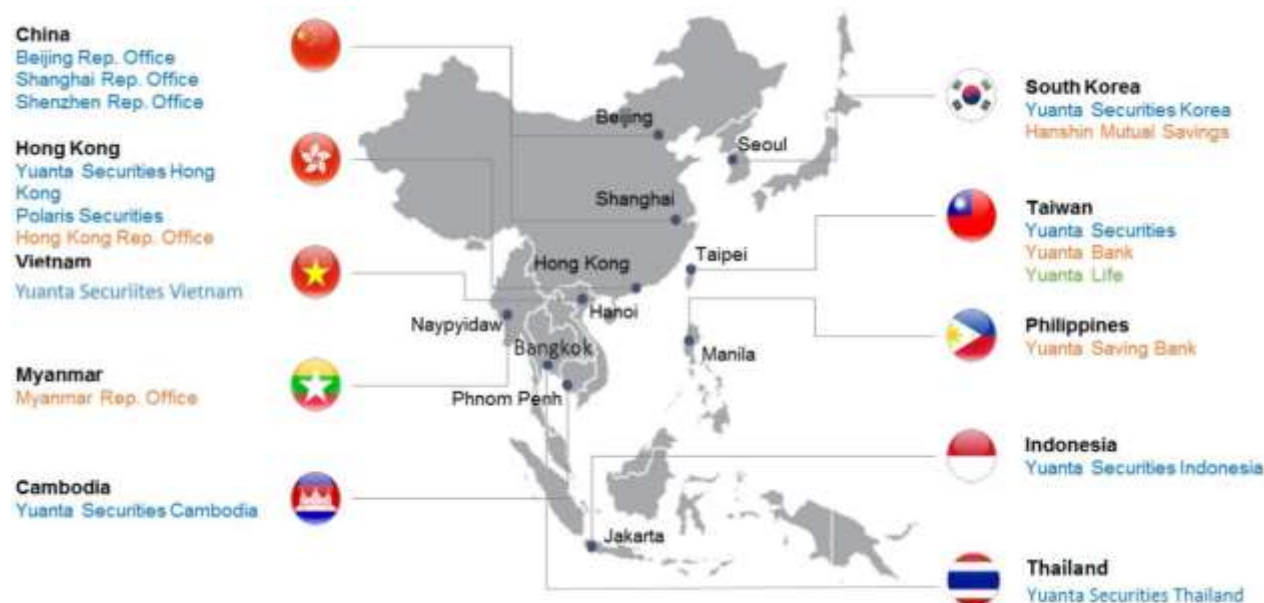 China
Beijing Rep. Office
Shanghai Rep. Office
Shenzhen Rep. Office
Hong Kong
Yuanta Securities Hong
Kong
Polaris Securities
Hong Kong Rep. Office
Vietnam
Yuanta Securiites Vietnam
Myanmar
Myanmar Rep. Office
Cambodia
Yuanta Securities Cambodia
Beijing
Seoul
Shanghai
Taipei
Hong Kong
Hanoi
Naypyidaw
Bangkok
Manila
Phnom Penh
Jakarta
South Korea
Yuanta Securities Korea
Hanshin Mutual Savings
Taiwan
Yuanta Securities
Yuanta Bank
Yuanta Life
Philippines
Yuanta Saving Bank
Indonesia
Yuanta Securities Indonesia
Thailand
Yuanta Securities Thailand